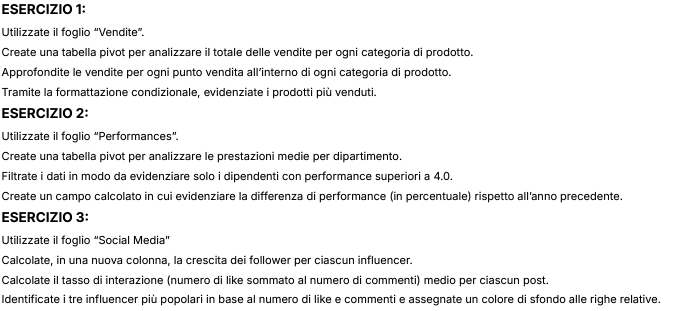 ESERCIZIO 1:
Utilizzate il foglio “Vendite”.
Create una tabella pivot per analizzare il totale delle vendite per ogni categoria di prodotto.
Approfondite le vendite per ogni punto vendita all’interno di ogni categoria di prodotto.
Tramite la formattazione condizionale, evidenziate i prodotti più venduti.
ESERCIZIO 2:
Utilizzate il foglio “Performances”.
Create una tabella pivot per analizzare le prestazioni medie per dipartimento.
Filtrate i dati in modo da evidenziare solo i dipendenti con performance superiori a 4.0.
Create un campo calcolato in cui evidenziare la differenza di performance (in percentuale) rispetto all’anno precedente.
ESERCIZIO 3:
Utilizzate il foglio “Social Media”
Calcolate, in una nuova colonna, la crescita dei follower per ciascun influencer.
Calcolate il tasso di interazione (numero di like sommato al numero di commenti) medio per ciascun post.
Identificate i tre influencer più popolari in base al numero di like e commenti e assegnate un colore di sfondo alle righe relative.